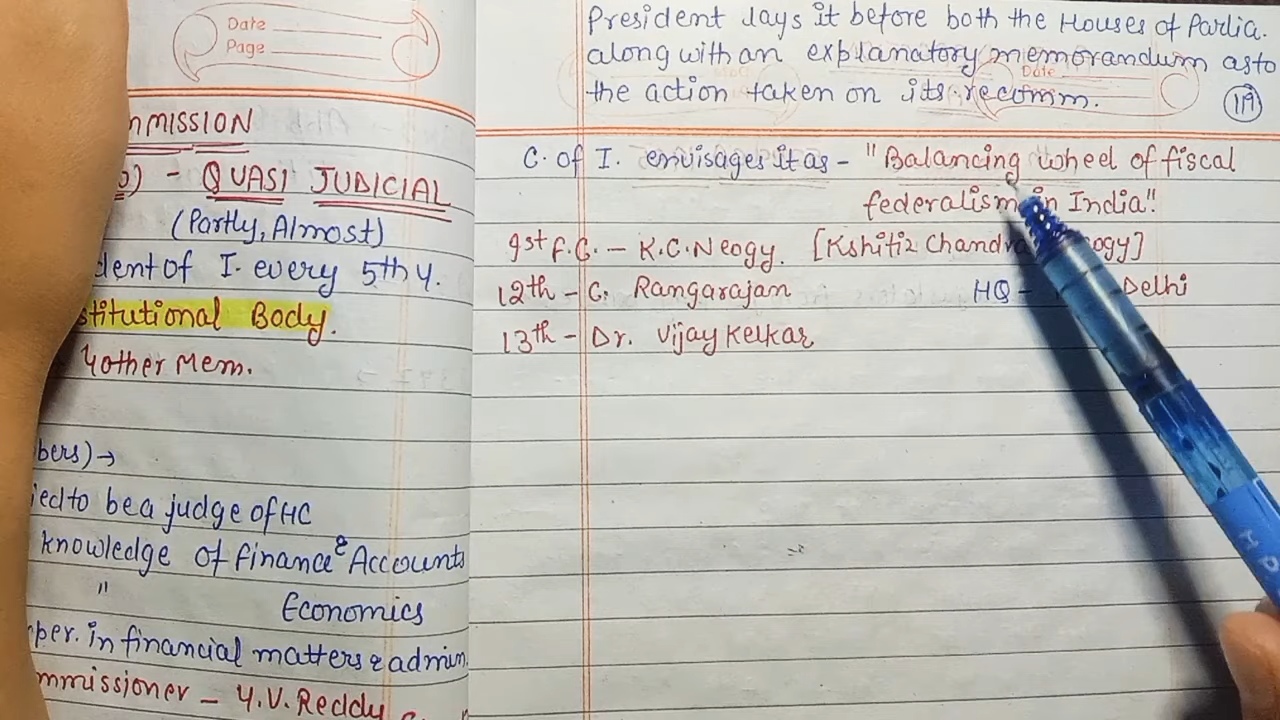 Date
Page
mmISSION
- QUASI JUDICIAL
(Partly, Almost)
dent of I. every 5th Y.
stitutional Body.
4 other Mem.
bers) →
ied to be a judge of HC
knowledge of finance & Accounts
" Economics
per. in financial matters & admin.
mmissioner - Y.V. Reddy
President lays it before both the Houses of Parlia.
along with an explanatory memorandum as to
the action taken on its recomm.
Date
119
C. of I. envisages it as - "Balancing wheel of fiscal
federalism in India".
1st F.C. - K.C. Neogy. [Kshitiz Chandra eogy]
12th - C. Rangarajan HQ - Delhi
13th - Dr. Vijay Kelkar